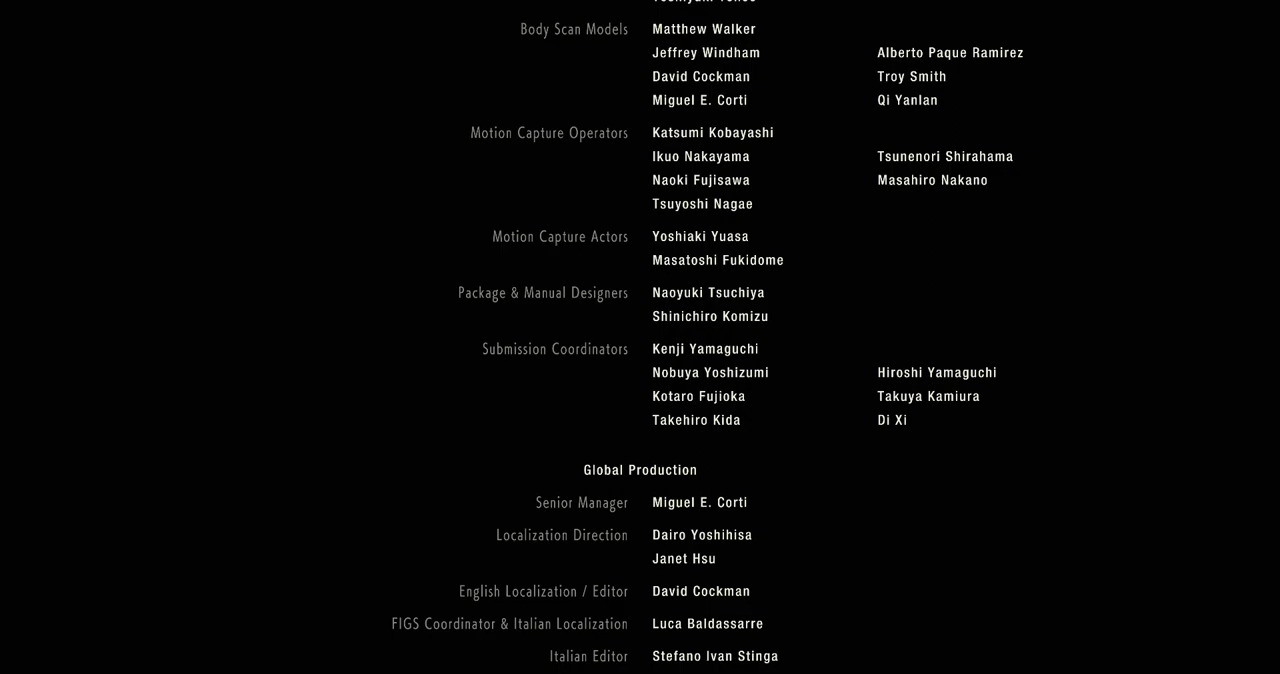 Body Scan Models Matthew Walker
Jeffrey Windham Alberto Paque Ramirez
David Cockman Troy Smith
Miguel E. Corti Qi Yanlan
Motion Capture Operators Katsumi Kobayashi
Ikuo Nakayama Tsunenori Shirahama
Naoki Fujisawa Masahiro Nakano
Tsuyoshi Nagae
Motion Capture Actors Yoshiaki Yuasa
Masatoshi Fukidome
Package & Manual Designers Naoyuki Tsuchiya
Shinichiro Komizu
Submission Coordinators Kenji Yamaguchi
Nobuya Yoshizumi Hiroshi Yamaguchi
Kotaro Fujioka Takuya Kamiura
Takehiro Kida Di Xi
Global Production
Senior Manager Miguel E. Corti
Localization Direction Dairo Yoshihisa
Janet Hsu
English Localization / Editor David Cockman
FIGS Coordinator & Italian Localization Luca Baldassarre
Italian Editor Stefano Ivan Stinga